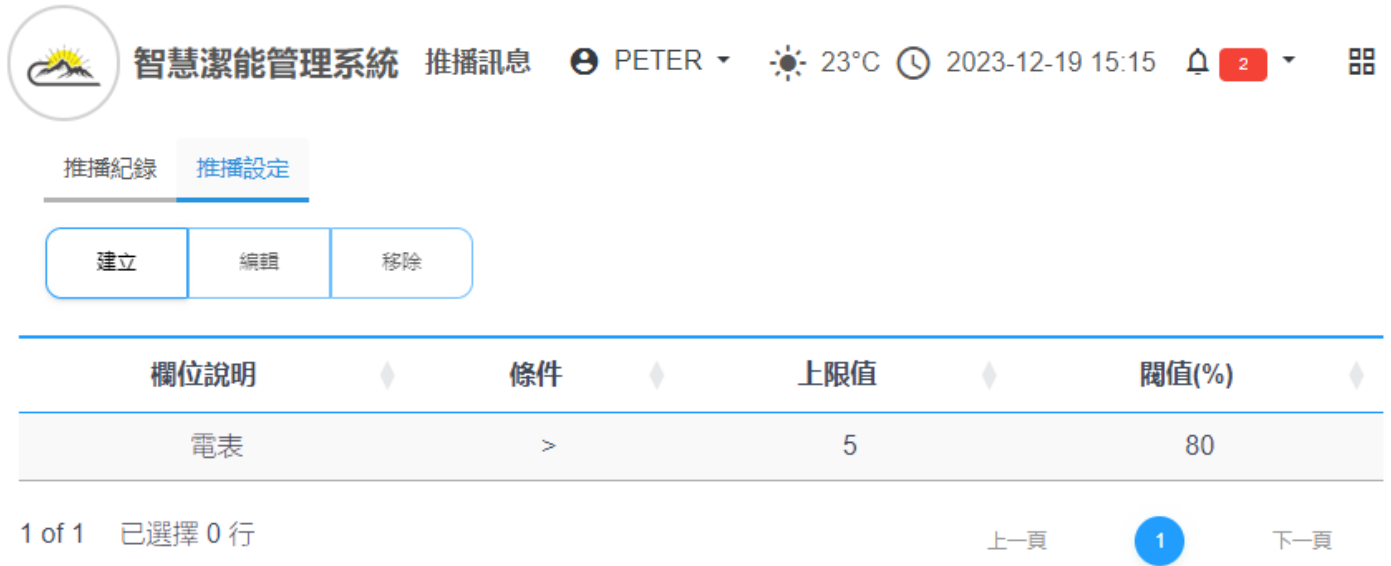 智慧潔能管理系統 推播訊息 PETER 23°C 2023-12-19 15:15 2
推播紀錄 推播設定
建立 編輯 移除
欄位說明 條件 上限值 閥值(%)
電表 > 5 80
1 of 1 已選擇 0 行 上一頁 1 下一頁